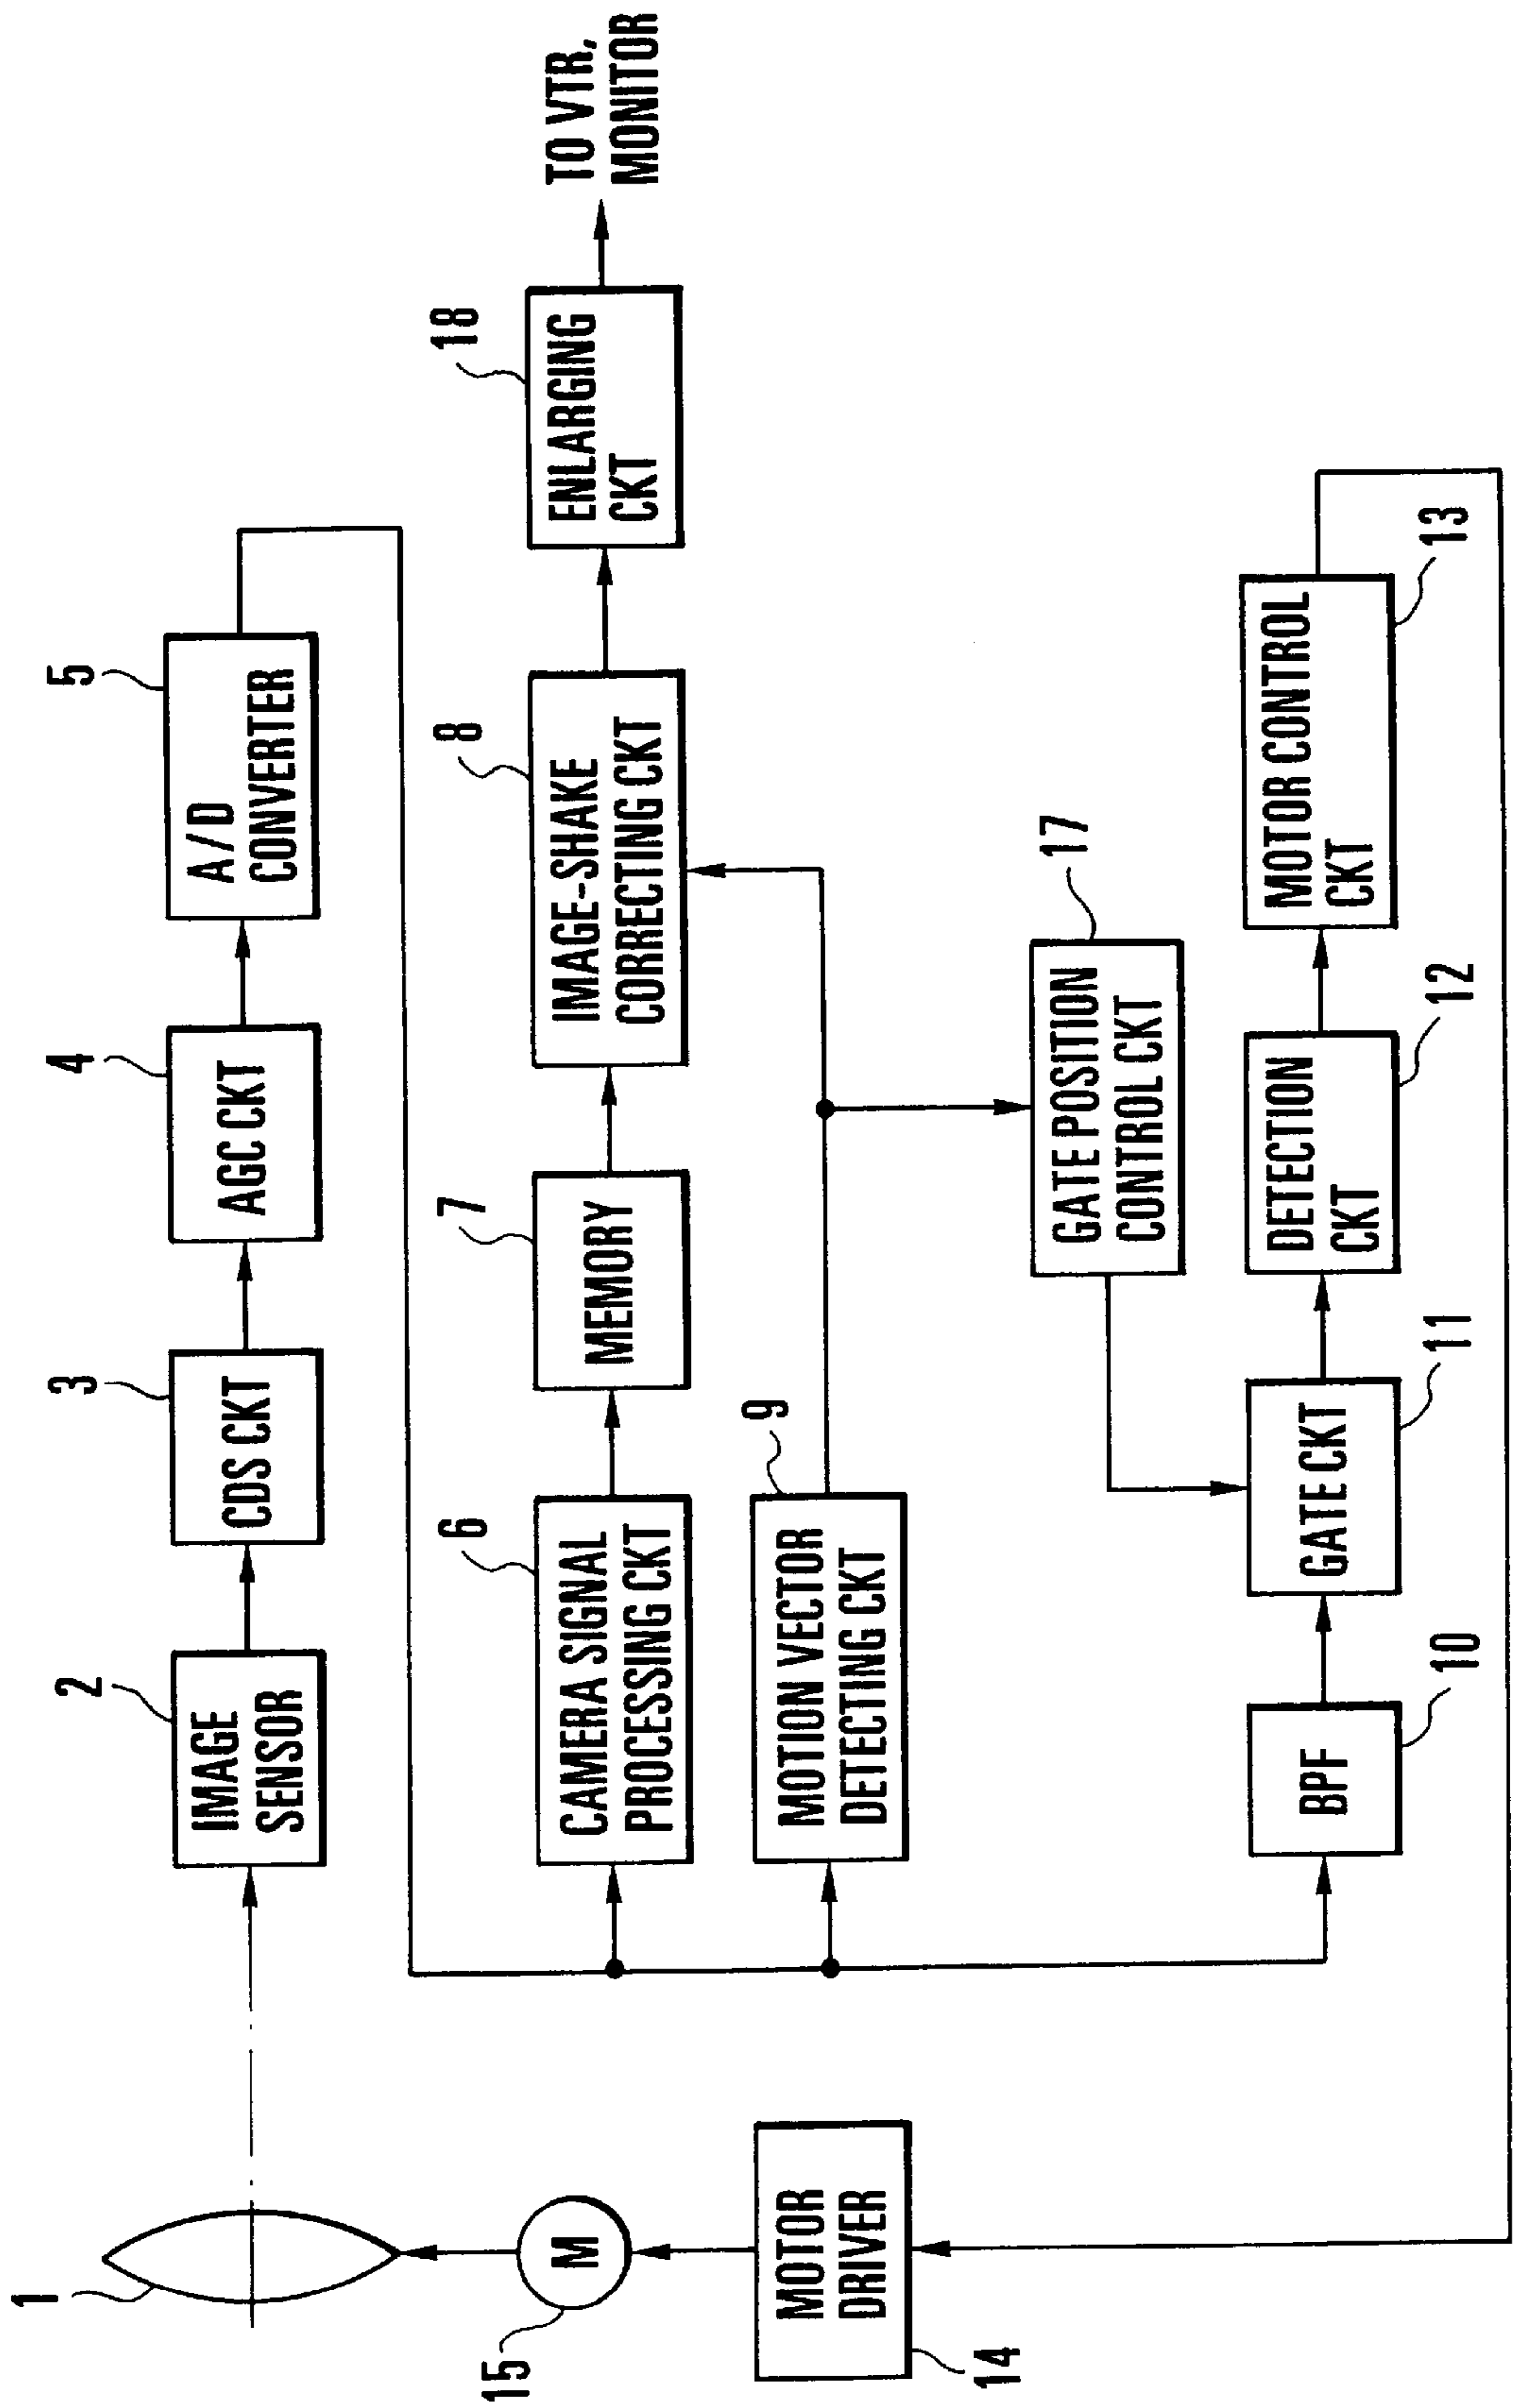 1
2
IMAGE
SENSOR
3
CDS CKT
4
AGC CKT
5
A/D
CONVERTER
6
CAMERA SIGNAL
PROCESSING CKT
7
MEMORY
8
IMAGE-SHAKE
CORRECTING CKT
18
ENLARGING
CKT
TO VTR,
MONITOR
15
M
9
MOTION VECTOR
DETECTING CKT
17
GATE POSITION
CONTROL CKT
14
MOTOR
DRIVER
10
BPF
11
GATE CKT
12
DETECTION
CKT
13
MOTOR CONTROL
CKT